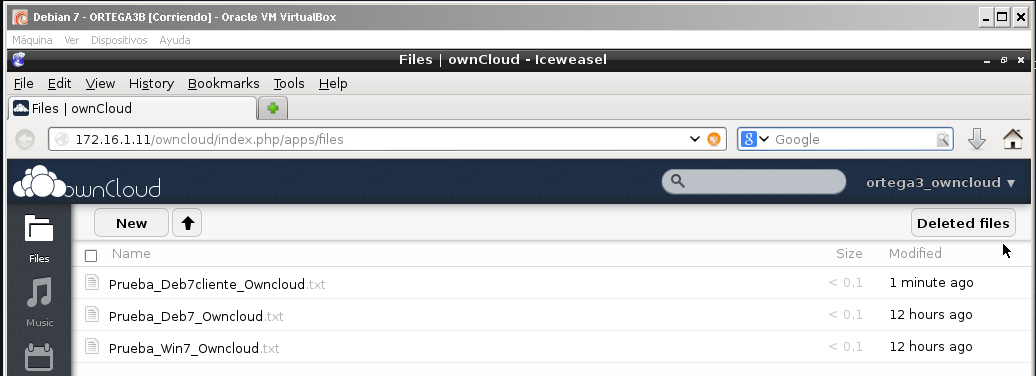 Debian 7 - ORTEGA3B [Corriendo] - Oracle VM VirtualBox
Máquina Ver Dispositivos Ayuda
Files | ownCloud - Iceweasel
File Edit View History Bookmarks Tools Help
Files | ownCloud
172.16.1.11/owncloud/index.php/apps/files Google
ownCloud ortega3_owncloud
New Deleted files
Files
Name Size Modified
Prueba_Deb7cliente_Owncloud.txt < 0.1 1 minute ago
Music
Prueba_Deb7_Owncloud.txt < 0.1 12 hours ago
Prueba_Win7_Owncloud.txt < 0.1 12 hours ago